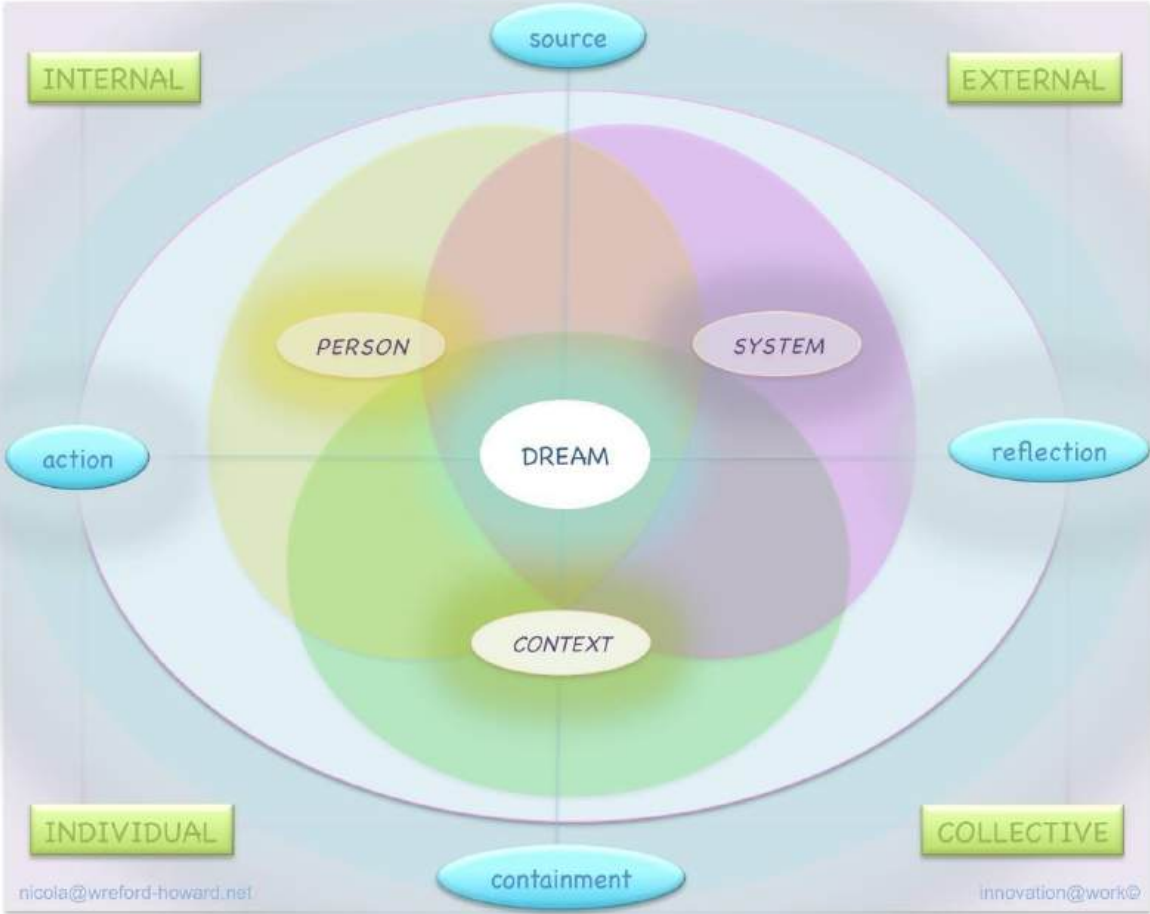 source
INTERNAL
EXTERNAL
PERSON
SYSTEM
DREAM
action
reflection
CONTEXT
INDIVIDUAL
COLLECTIVE
containment
nicola@wreford-howard.net
innovation@work©